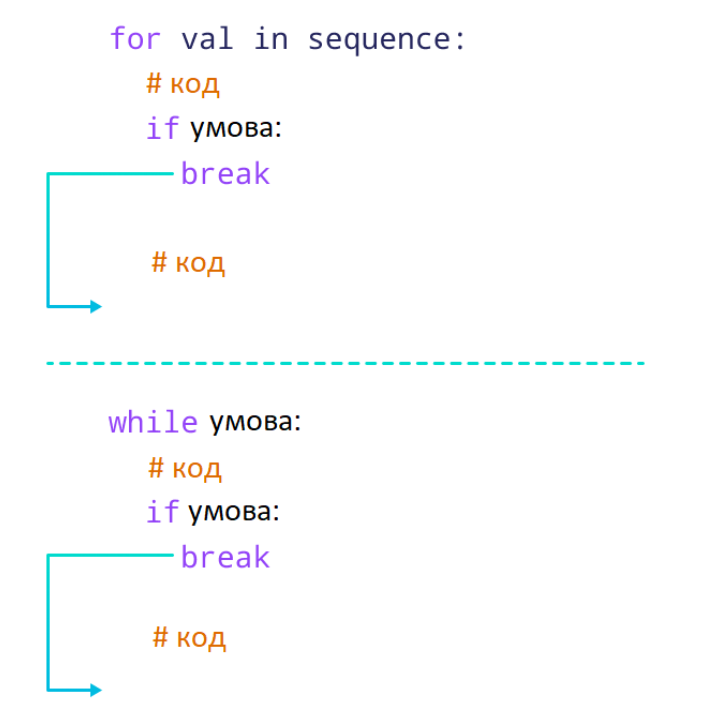 for val in sequence:
# код
if умова:
break
# код
while умова:
# код
if умова:
break
# код